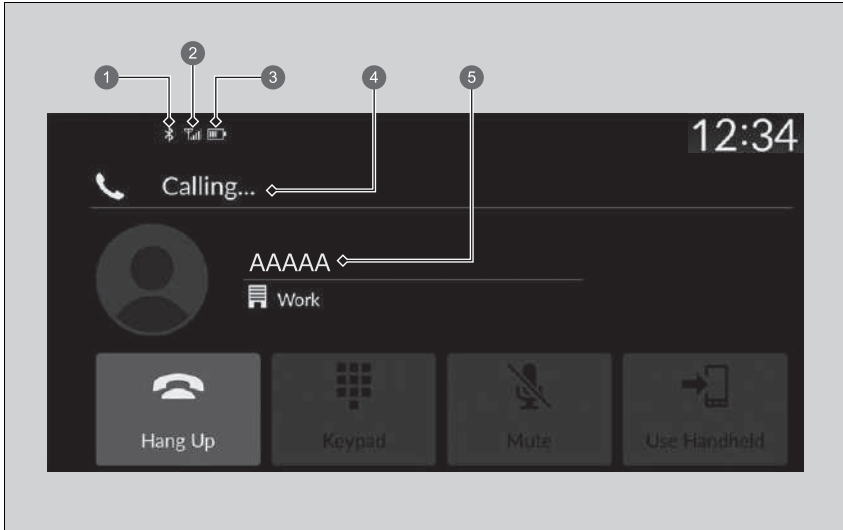 2
1
3
4
5
12:34
Calling...
AAAAA
Work
Hang Up
Keypad
Mute
Use Handheld